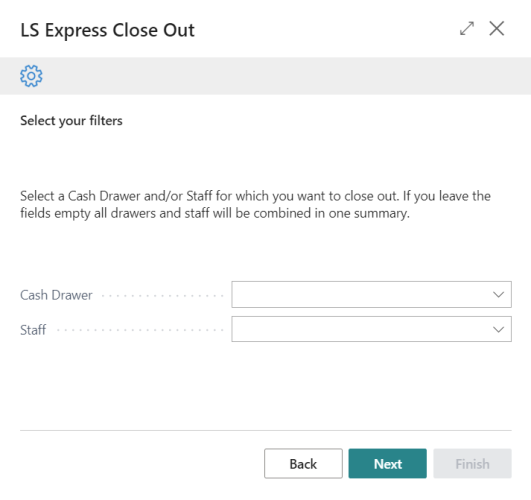 LS Express Close Out
Select your filters
Select a Cash Drawer and/or Staff for which you want to close out. If you leave the
fields empty all drawers and staff will be combined in one summary.
Cash Drawer
Staff
Back Next Finish